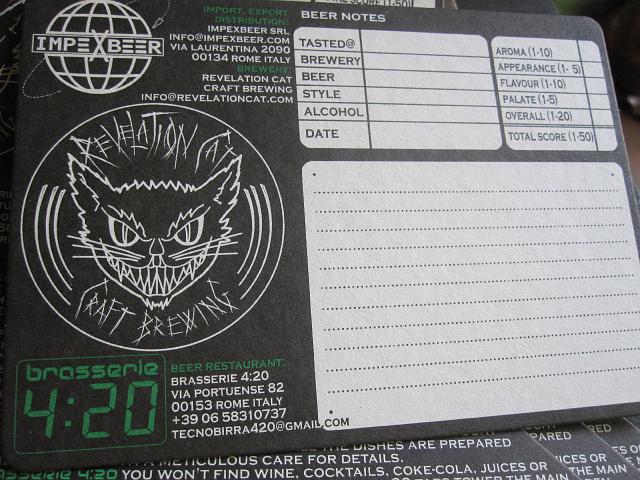 IMPEXBEER
IMPORT, EXPORT
DISTRIBUTION:
IMPEXBEER SRL
INFO@IMPEXBEER.COM
VIA LAURENTINA 2090
00134 ROME ITALY
BREWERY:
REVELATION CAT
CRAFT BREWING
INFO@REVELATIONCAT.COM
REVELATION CAT
CRAFT BREWING
brasserie
4:20
BEER RESTAURANT:
BRASSERIE 4:20
VIA PORTUENSE 82
00153 ROME ITALY
+39 06 58310737
TECNOBIRRA420@GMAIL.COM
BEER NOTES
TASTED@
BREWERY
BEER
STYLE
ALCOHOL
DATE
AROMA (1-10)
APPEARANCE (1- 5)
FLAVOUR (1-10)
PALATE (1-5)
OVERALL (1-20)
TOTAL SCORE (1-50)
THE DISHES ARE PREPARED
A METICULOUS CARE FOR DETAILS.
4:20 YOU WON'T FIND WINE, COCKTAILS, COKE-COLA, JUICES OR